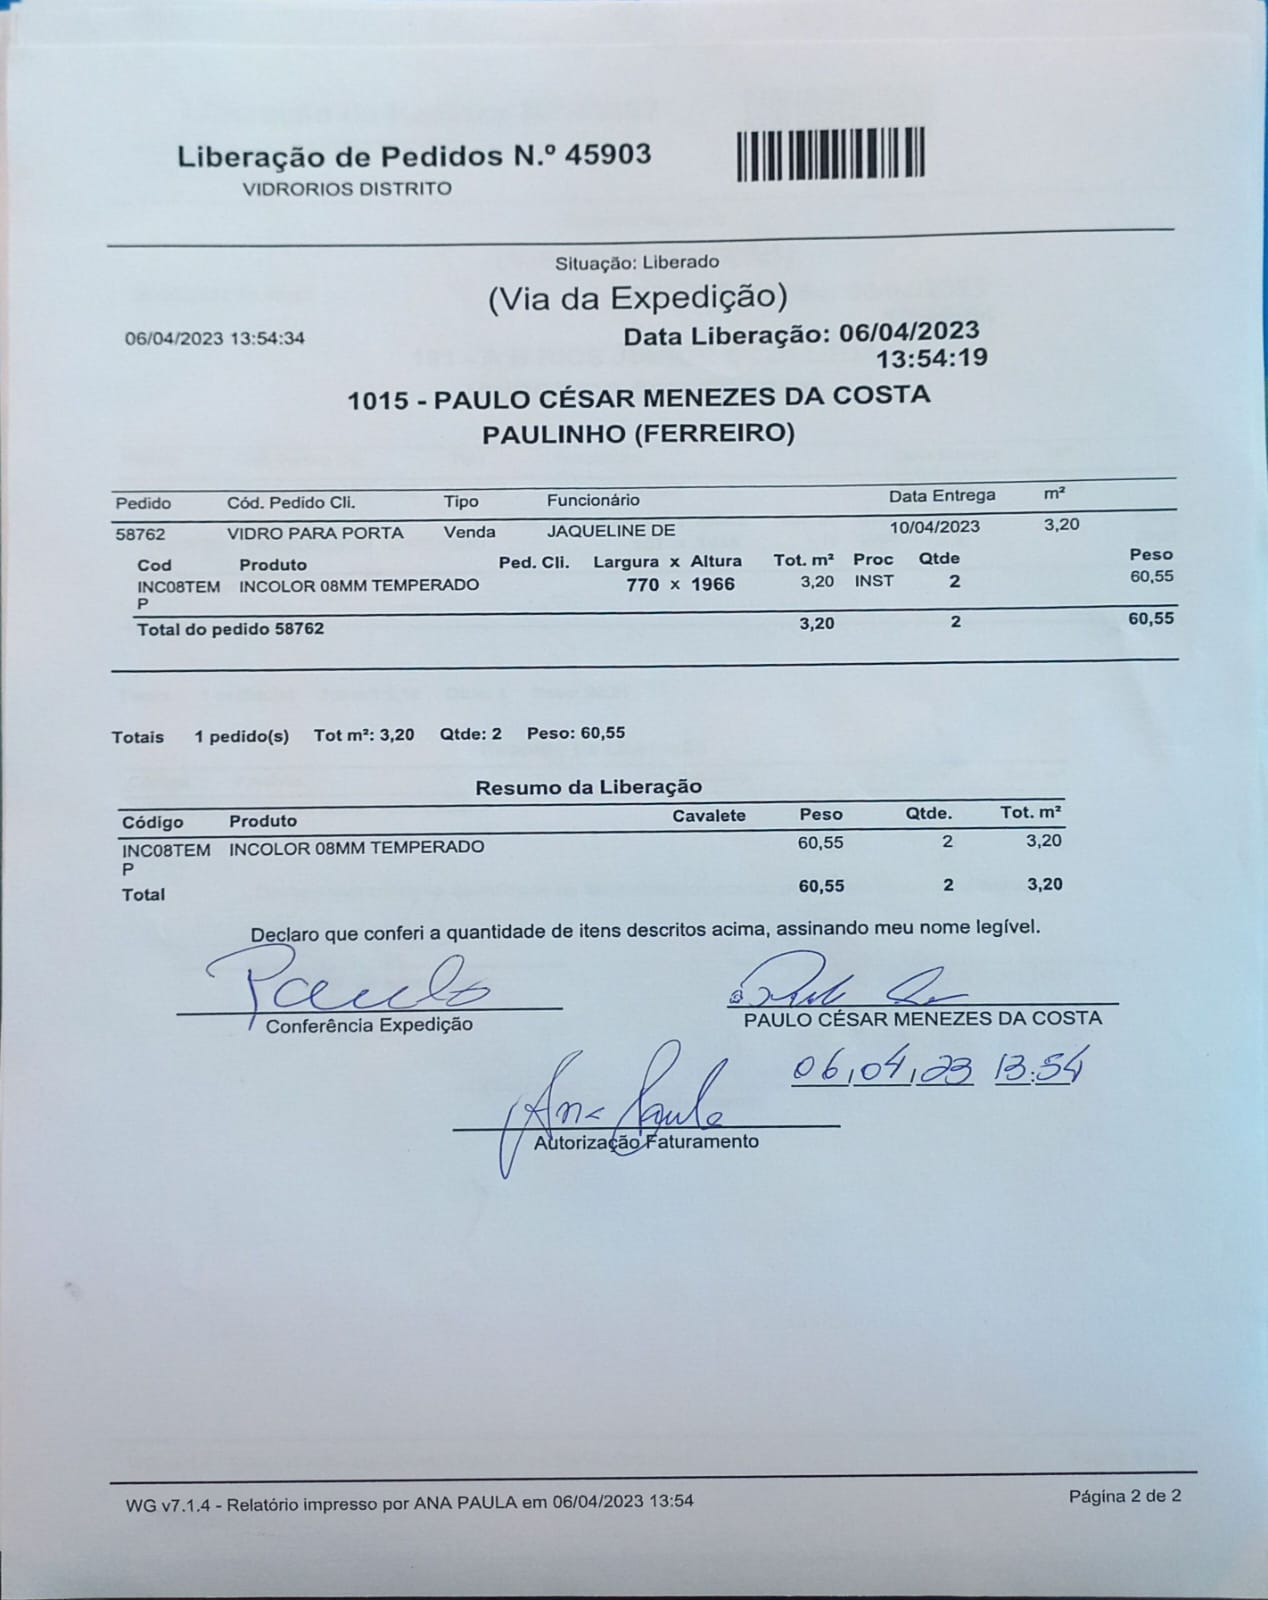 Liberação de Pedidos N.º 45903
VIDRORIOS DISTRITO
Situação: Liberado
(Via da Expedição)
06/04/2023 13:54:34
Data Liberação: 06/04/2023
13:54:19
1015 - PAULO CÉSAR MENEZES DA COSTA
PAULINHO (FERREIRO)
Pedido Cód. Pedido Cli. Tipo Funcionário Data Entrega m²
58762 VIDRO PARA PORTA Venda JAQUELINE DE 10/04/2023 3,20
Cod Produto Ped. Cli. Largura x Altura Tot. m² Proc Qtde Peso
INC08TEM INCOLOR 08MM TEMPERADO 770 x 1966 3,20 INST 2 60,55
P
Total do pedido 58762 3,20 2 60,55
Totais 1 pedido(s) Tot m²: 3,20 Qtde: 2 Peso: 60,55
Resumo da Liberação
Código Produto Cavalete Peso Qtde. Tot. m²
INC08TEM INCOLOR 08MM TEMPERADO 60,55 2 3,20
P
Total 60,55 2 3,20
Declaro que conferi a quantidade de itens descritos acima, assinando meu nome legível.
Paulo
Conferência Expedição
PAULO CÉSAR MENEZES DA COSTA
06,04,23 13:54
Ana Paula
Autorização Faturamento
WG v7.1.4 - Relatório impresso por ANA PAULA em 06/04/2023 13:54
Página 2 de 2